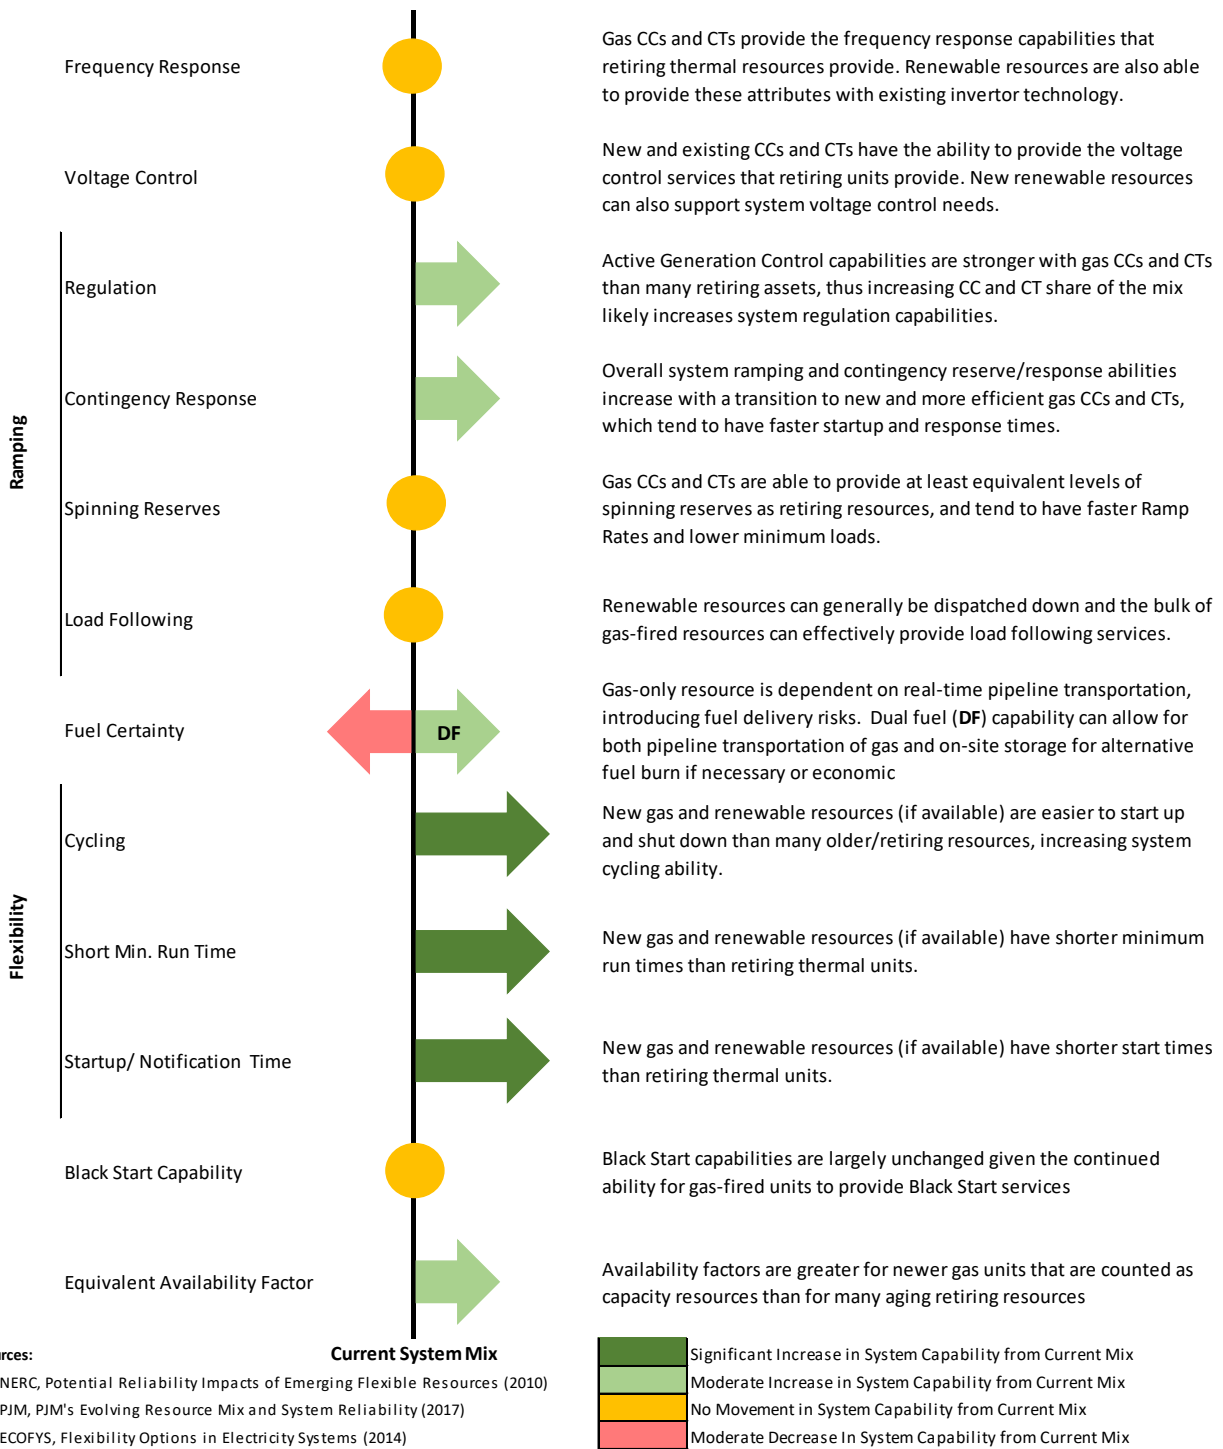 Frequency Response
Gas CCs and CTs provide the frequency response capabilities that
retiring thermal resources provide. Renewable resources are also able
to provide these attributes with existing invertor technology.
Voltage Control
New and existing CCs and CTs have the ability to provide the voltage
control services that retiring units provide. New renewable resources
can also support system voltage control needs.
Ramping
Regulation
Active Generation Control capabilities are stronger with gas CCs and CTs
than many retiring assets, thus increasing CC and CT share of the mix
likely increases system regulation capabilities.
Contingency Response
Overall system ramping and contingency reserve/response abilities
increase with a transition to new and more efficient gas CCs and CTs,
which tend to have faster startup and response times.
Spinning Reserves
Gas CCs and CTs are able to provide at least equivalent levels of
spinning reserves as retiring resources, and tend to have faster Ramp
Rates and lower minimum loads.
Load Following
Renewable resources can generally be dispatched down and the bulk of
gas-fired resources can effectively provide load following services.
Fuel Certainty
DF
Gas-only resource is dependent on real-time pipeline transportation,
introducing fuel delivery risks. Dual fuel (DF) capability can allow for
both pipeline transportation of gas and on-site storage for alternative
fuel burn if necessary or economic
Flexibility
Cycling
New gas and renewable resources (if available) are easier to start up
and shut down than many older/retiring resources, increasing system
cycling ability.
Short Min. Run Time
New gas and renewable resources (if available) have shorter minimum
run times than retiring thermal units.
Startup/ Notification Time
New gas and renewable resources (if available) have shorter start times
than retiring thermal units.
Black Start Capability
Black Start capabilities are largely unchanged given the continued
ability for gas-fired units to provide Black Start services
Equivalent Availability Factor
Availability factors are greater for newer gas units that are counted as
capacity resources than for many aging retiring resources
Current System Mix
urces:
NERC, Potential Reliability Impacts of Emerging Flexible Resources (2010)
PJM, PJM's Evolving Resource Mix and System Reliability (2017)
ECOFYS, Flexibility Options in Electricity Systems (2014)
Significant Increase in System Capability from Current Mix
Moderate Increase in System Capability from Current Mix
No Movement in System Capability from Current Mix
Moderate Decrease In System Capability from Current Mix